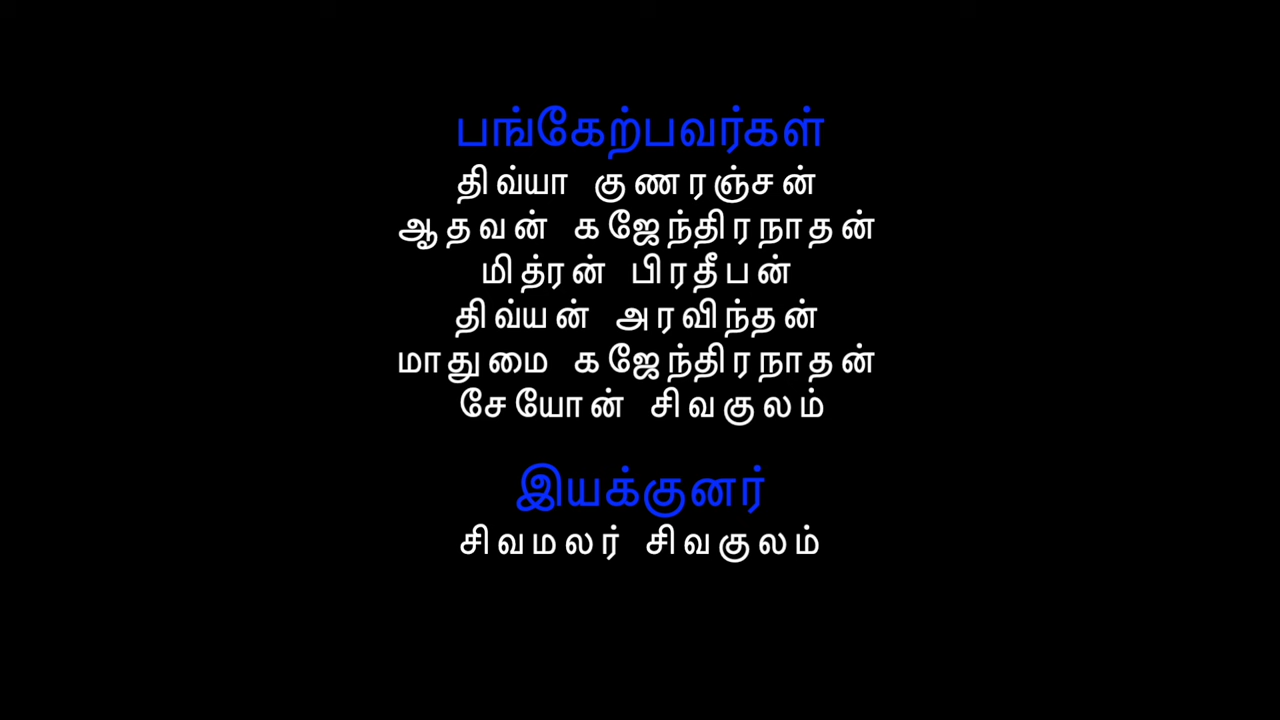 பங்கேற்பவர்கள்
திவ்யா குணரஞ்சன்
ஆதவன் கஜேந்திரநாதன்
மித்ரன் பிரதீபன்
திவ்யன் அரவிந்தன்
மாதுமை கஜேந்திரநாதன்
சேயோன் சிவகுலம்
இயக்குனர்
சிவமலர் சிவகுலம்